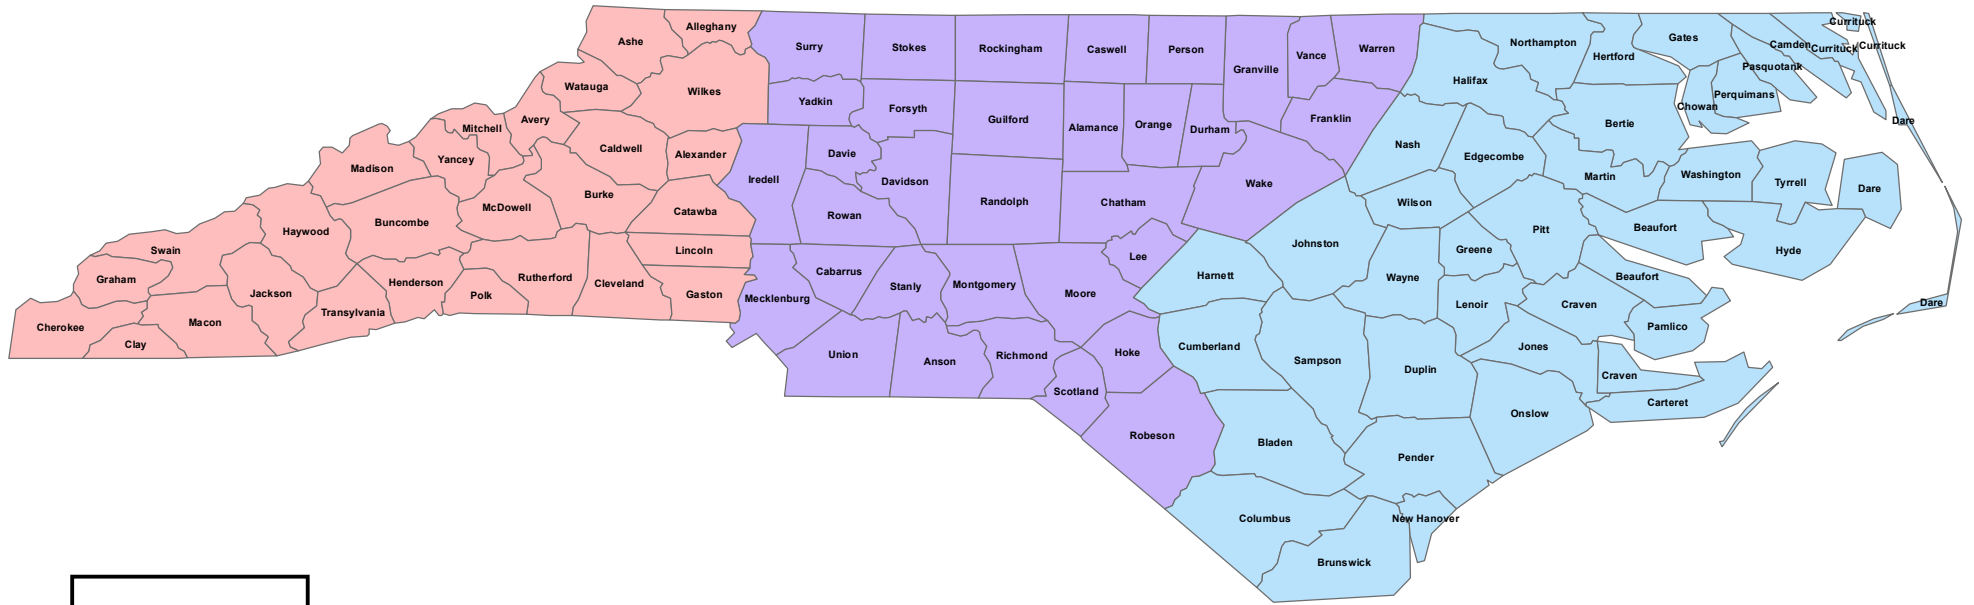 Ashe
Alleghany
Surry
Stokes
Rockingham
Caswell
Person
Granville
Vance
Warren
Northampton
Hertford
Gates
Camden
Currituck
Currituck
Currituck
Watauga
Wilkes
Yadkin
Forsyth
Guilford
Alamance
Orange
Durham
Franklin
Halifax
Bertie
Chowan
Perquimans
Pasquotank
Dare
Mitchell
Avery
Yancey
Caldwell
Alexander
Iredell
Davie
Davidson
Randolph
Chatham
Wake
Nash
Edgecombe
Martin
Washington
Tyrrell
Dare
Madison
Buncombe
McDowell
Burke
Catawba
Rowan
Wilson
Pitt
Beaufort
Hyde
Swain
Haywood
Lincoln
Lee
Johnston
Greene
Graham
Jackson
Henderson
Polk
Rutherford
Cleveland
Gaston
Mecklenburg
Cabarrus
Stanly
Montgomery
Moore
Harnett
Wayne
Lenoir
Craven
Beaufort
Pamlico
Dare
Cherokee
Clay
Macon
Transylvania
Union
Anson
Richmond
Scotland
Hoke
Cumberland
Sampson
Duplin
Jones
Craven
Carteret
Onslow
Robeson
Bladen
Pender
Columbus
New Hanover
Brunswick